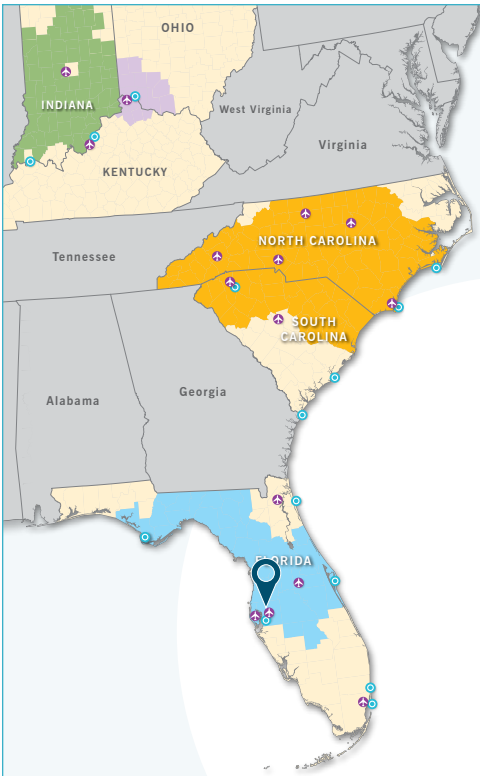 OHIO
INDIANA
West Virginia
Virginia
KENTUCKY
NORTH CAROLINA
Tennessee
SOUTH
CAROLINA
Georgia
Alabama
FLORIDA